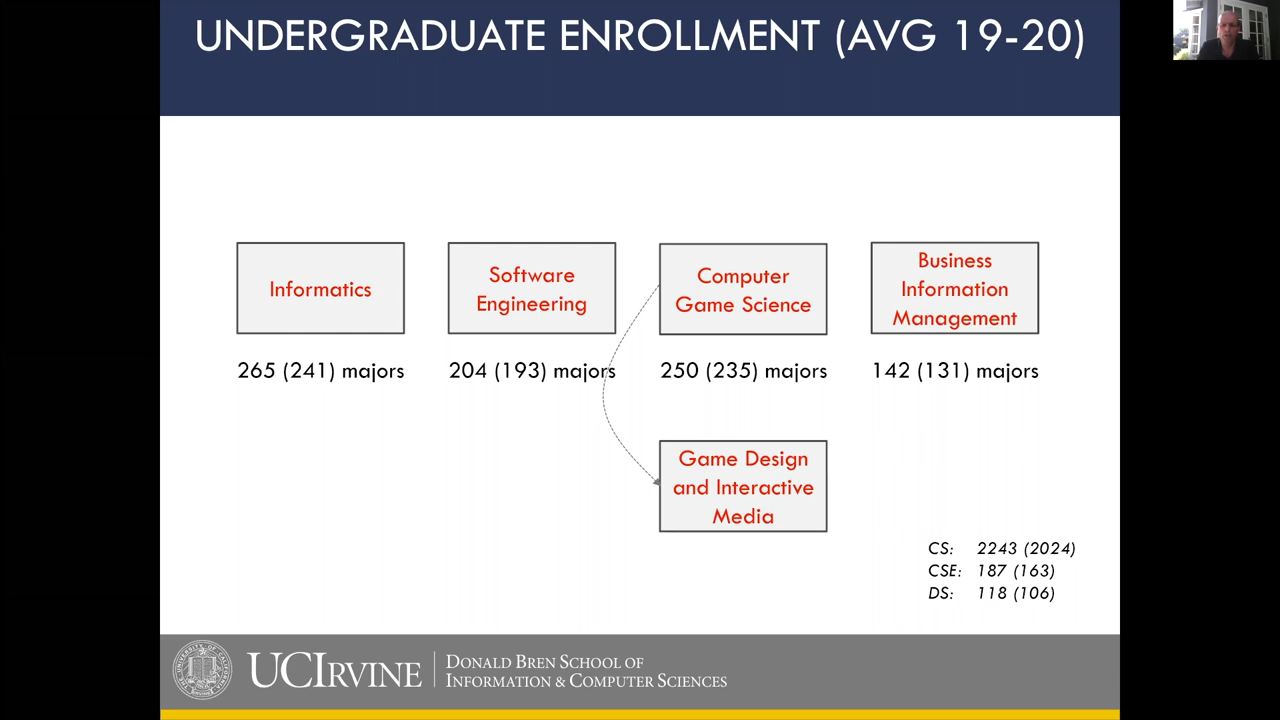 UNDERGRADUATE ENROLLMENT (AVG 19-20)
Informatics
Software
Engineering
Computer
Game Science
Business
Information
Management
265 (241) majors
204 (193) majors
250 (235) majors
142 (131) majors
Game Design
and Interactive
Media
CS: 2243 (2024)
CSE: 187 (163)
DS: 118 (106)
UCIRVINE
DONALD BREN SCHOOL OF
INFORMATION & COMPUTER SCIENCES